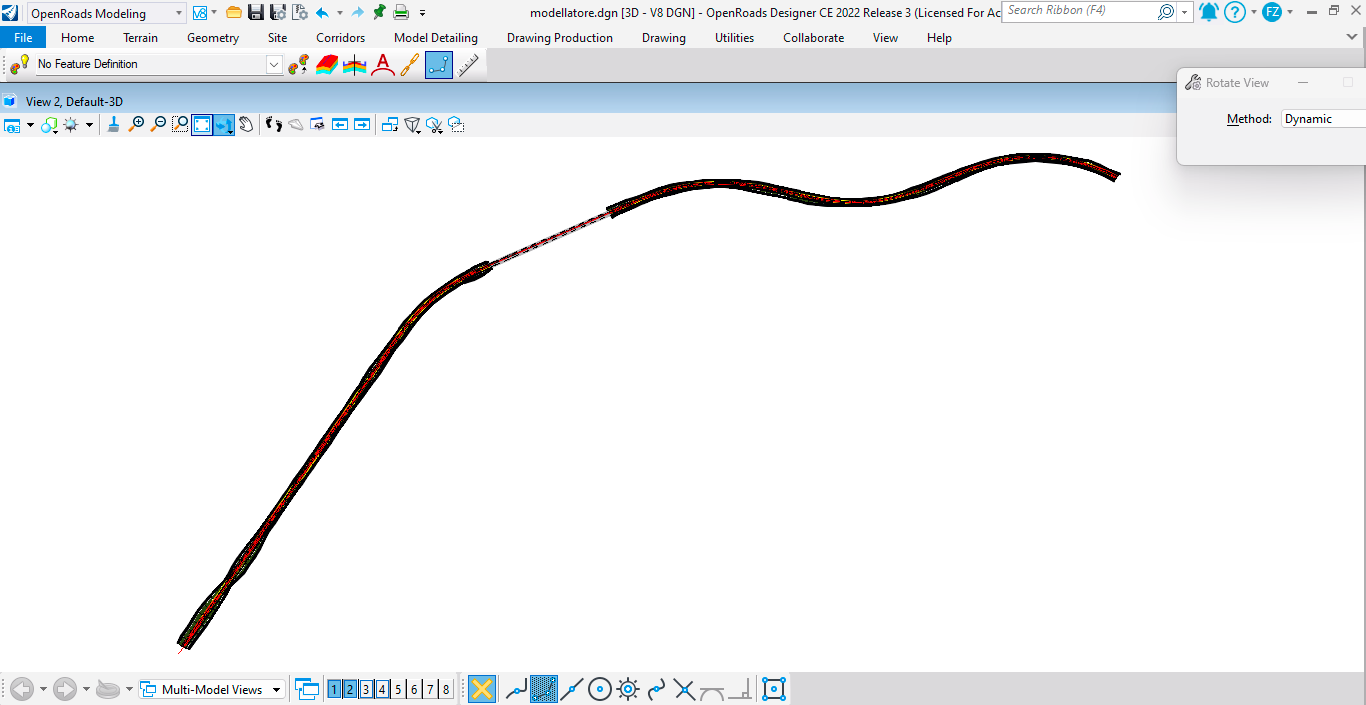 OpenRoads Modeling
V8
modellatore.dgn [3D - V8 DGN] - OpenRoads Designer CE 2022 Release 3 (Licensed For Ac
Search Ribbon (F4)
?
FZ
File Home Terrain Geometry Site Corridors Model Detailing Drawing Production Drawing Utilities Collaborate View Help
No Feature Definition
Rotate View
View 2, Default-3D
Method: Dynamic
Multi-Model Views
1 2 3 4 5 6 7 8